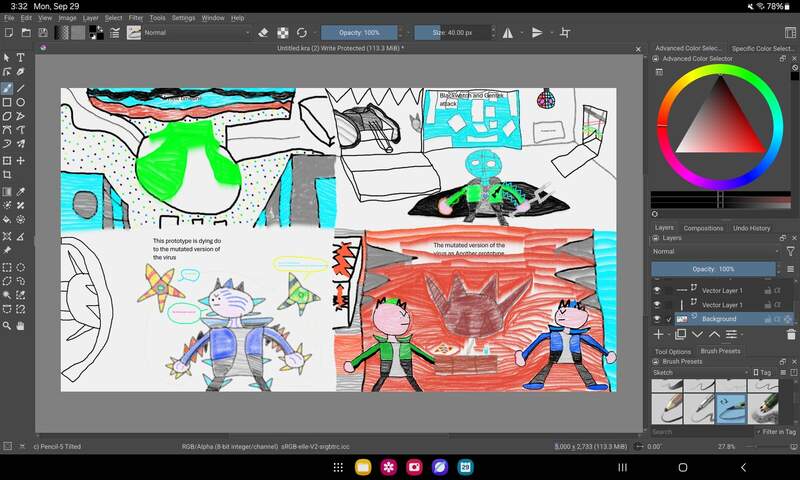 3:32 Mon, Sep 29
78%
File Edit View Image Layer Select Filter Tools Settings Window Help
Normal
Opacity: 100%
Size: 40.00 px
Untitled.kra (2) Write Protected (113.3 MiB) *
Advanced Color Selec...
Specific Color Selec...
Advanced Color Selector
attack
This prototype is dying do
to the mutated version of
the virus
The mutated version of the
virus as Another prototype
Layers
Compositions
Undo History
Layers
Normal
Opacity: 100%
Vector Layer 1
Vector Layer 1
Background
Tool Options
Brush Presets
Brush Presets
Sketch
Tag
Search
Filter in Tag
c) Pencil-5 Tilted
RGB/Alpha (8-bit integer/channel) sRGB-elle-V2-srgbtrc.icc
5,000 x 2,733 (113.3 MiB)
0.00°
27.8%
29